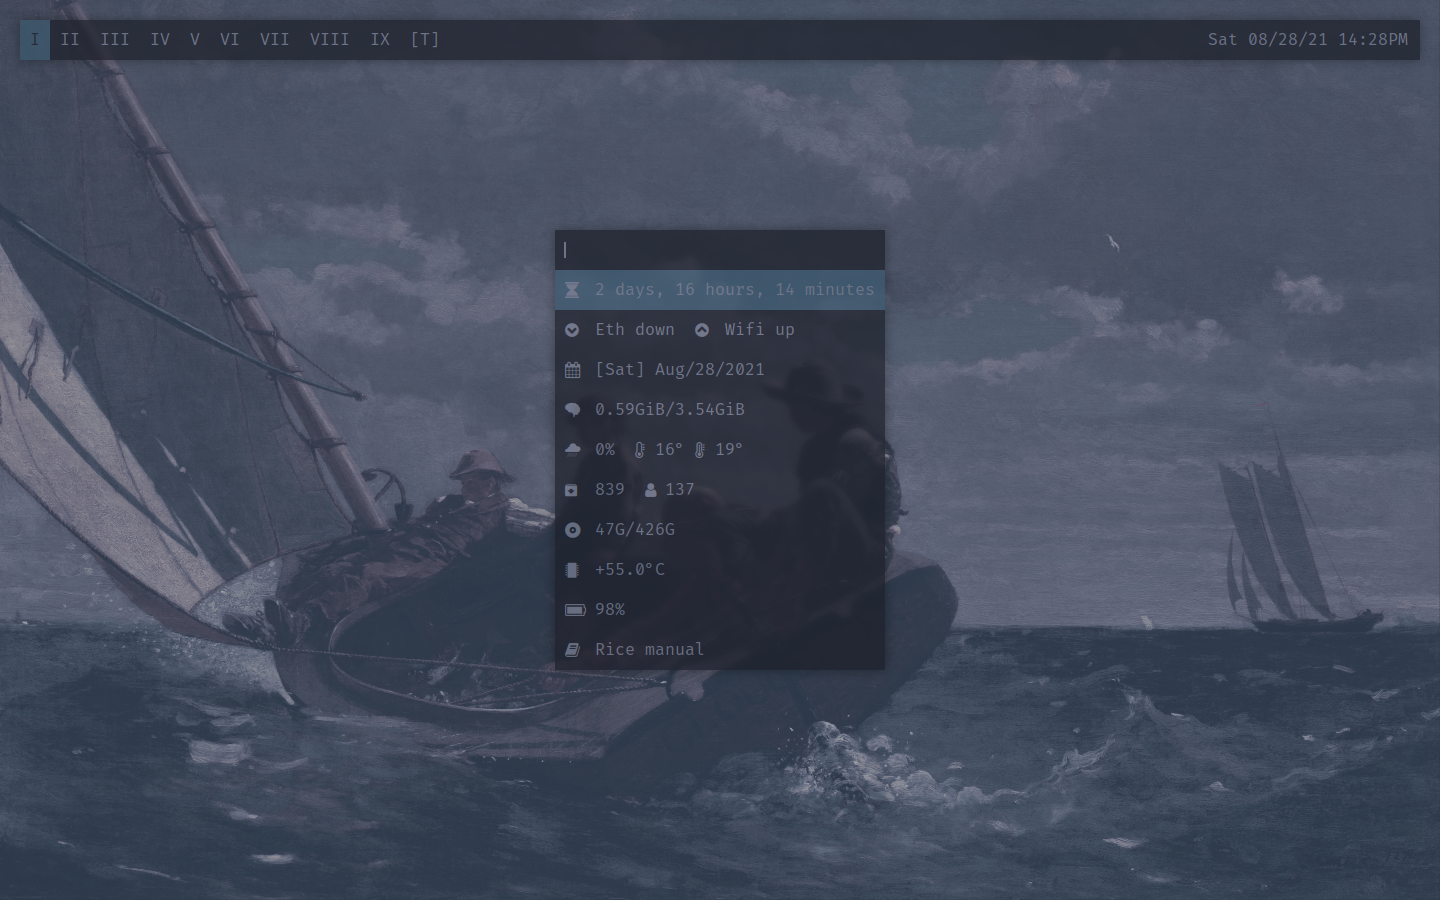 I II III IV V VI VII VIII IX [T] Sat 08/28/21 14:28PM
2 days, 16 hours, 14 minutes
Eth down Wifi up
[Sat] Aug/28/2021
0.59GiB/3.54GiB
0% 16° 19°
839 137
47G/426G
+55.0°C
98%
Rice manual